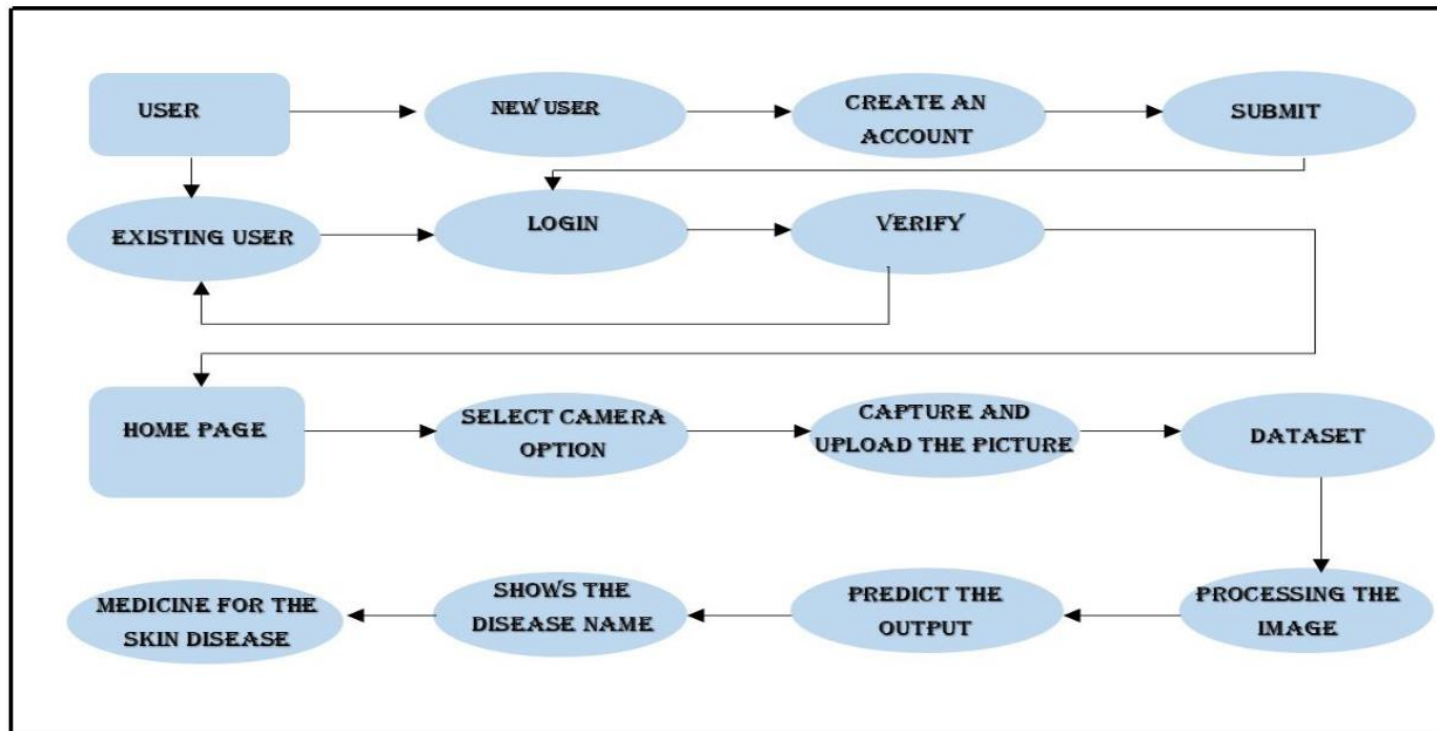 USER
NEW USER
CREATE AN
ACCOUNT
SUBMIT
EXISTING USER
LOGIN
VERIFY
HOME PAGE
SELECT CAMERA
OPTION
CAPTURE AND
UPLOAD THE PICTURE
DATASET
MEDICINE FOR THE
SKIN DISEASE
SHOWS THE
DISEASE NAME
PREDICT THE
OUTPUT
PROCESSING THE
IMAGE